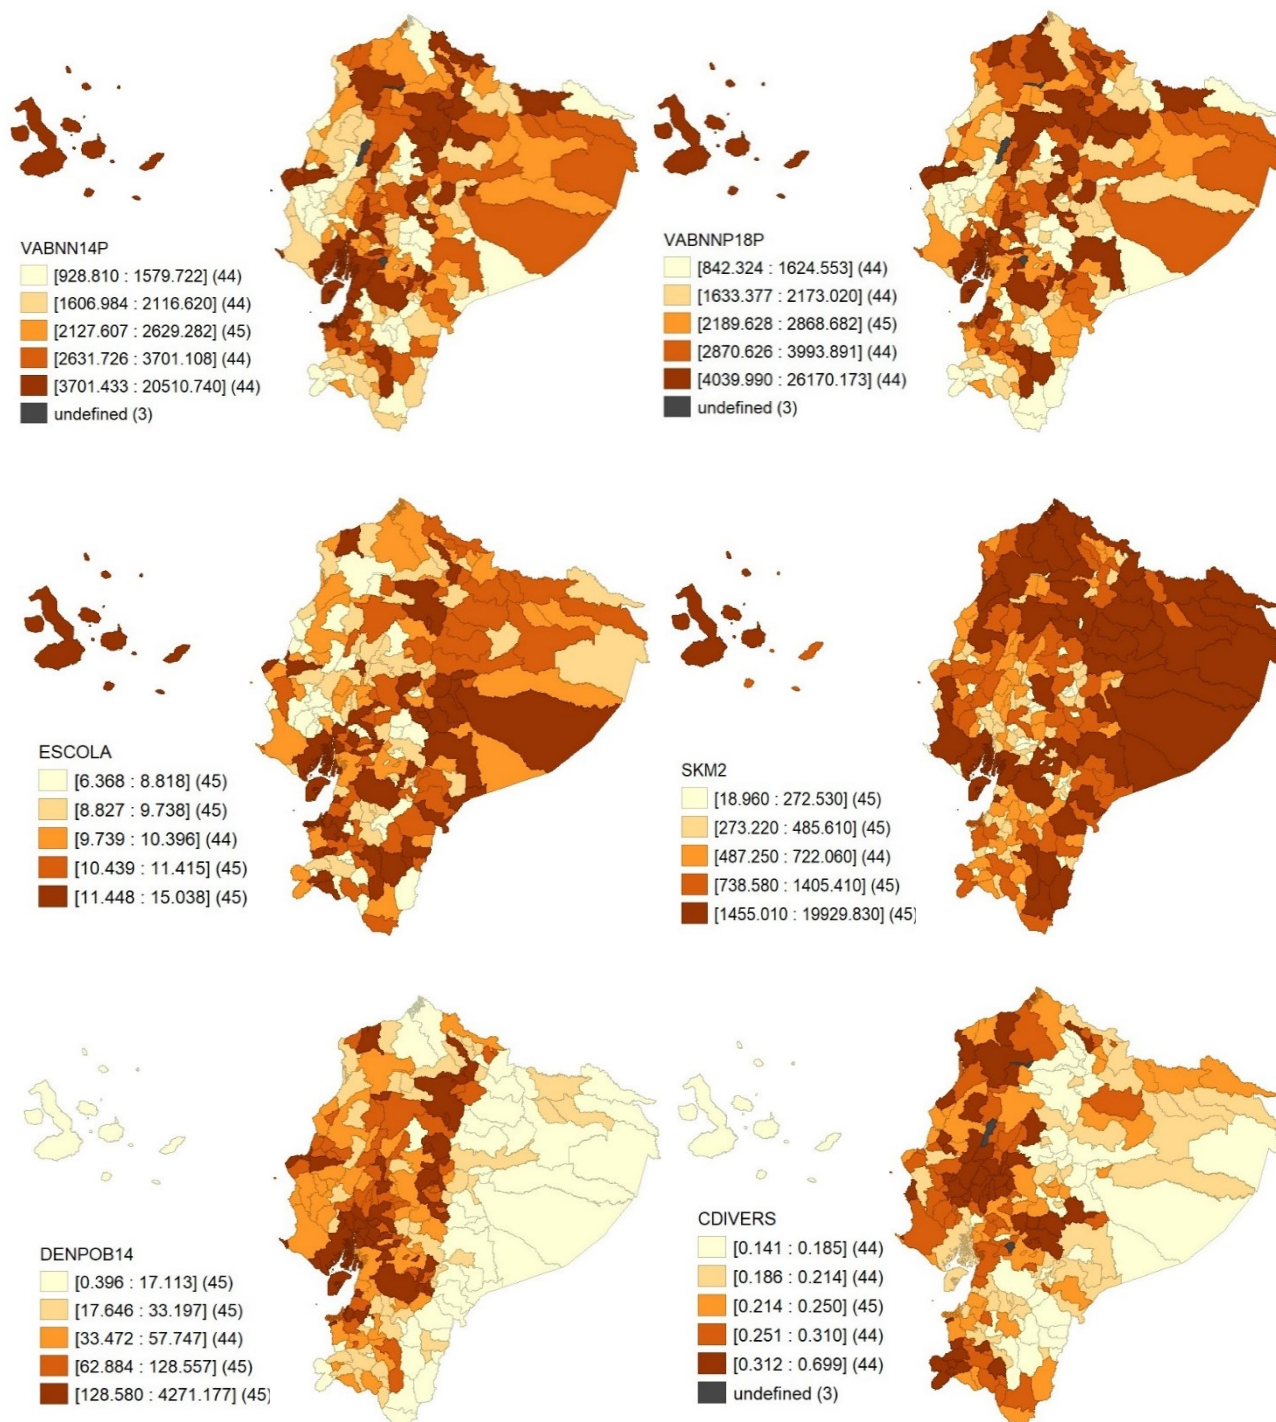 VABNN14P
[928.810 : 1579.722] (44)
[1606.984 : 2116.620] (44)
[2127.607 : 2629.282] (45)
[2631.726 : 3701.108] (44)
[3701.433 : 20510.740] (44)
undefined (3)
VABNNP18P
[842.324 : 1624.553] (44)
[1633.377 : 2173.020] (44)
[2189.628 : 2868.682] (45)
[2870.626 : 3993.891] (44)
[4039.990 : 26170.173] (44)
undefined (3)
ESCOLA
[6.368 : 8.818] (45)
[8.827 : 9.738] (45)
[9.739 : 10.396] (44)
[10.439 : 11.415] (45)
[11.448 : 15.038] (45)
SKM2
[18.960 : 272.530] (45)
[273.220 : 485.610] (45)
[487.250 : 722.060] (44)
[738.580 : 1405.410] (45)
[1455.010 : 19929.830] (45)
DENPOB14
[0.396 : 17.113] (45)
[17.646 : 33.197] (45)
[33.472 : 57.747] (44)
[62.884 : 128.557] (45)
[128.580 : 4271.177] (45)
CDIVERS
[0.141 : 0.185] (44)
[0.186 : 0.214] (44)
[0.214 : 0.250] (45)
[0.251 : 0.310] (44)
[0.312 : 0.699] (44)
undefined (3)